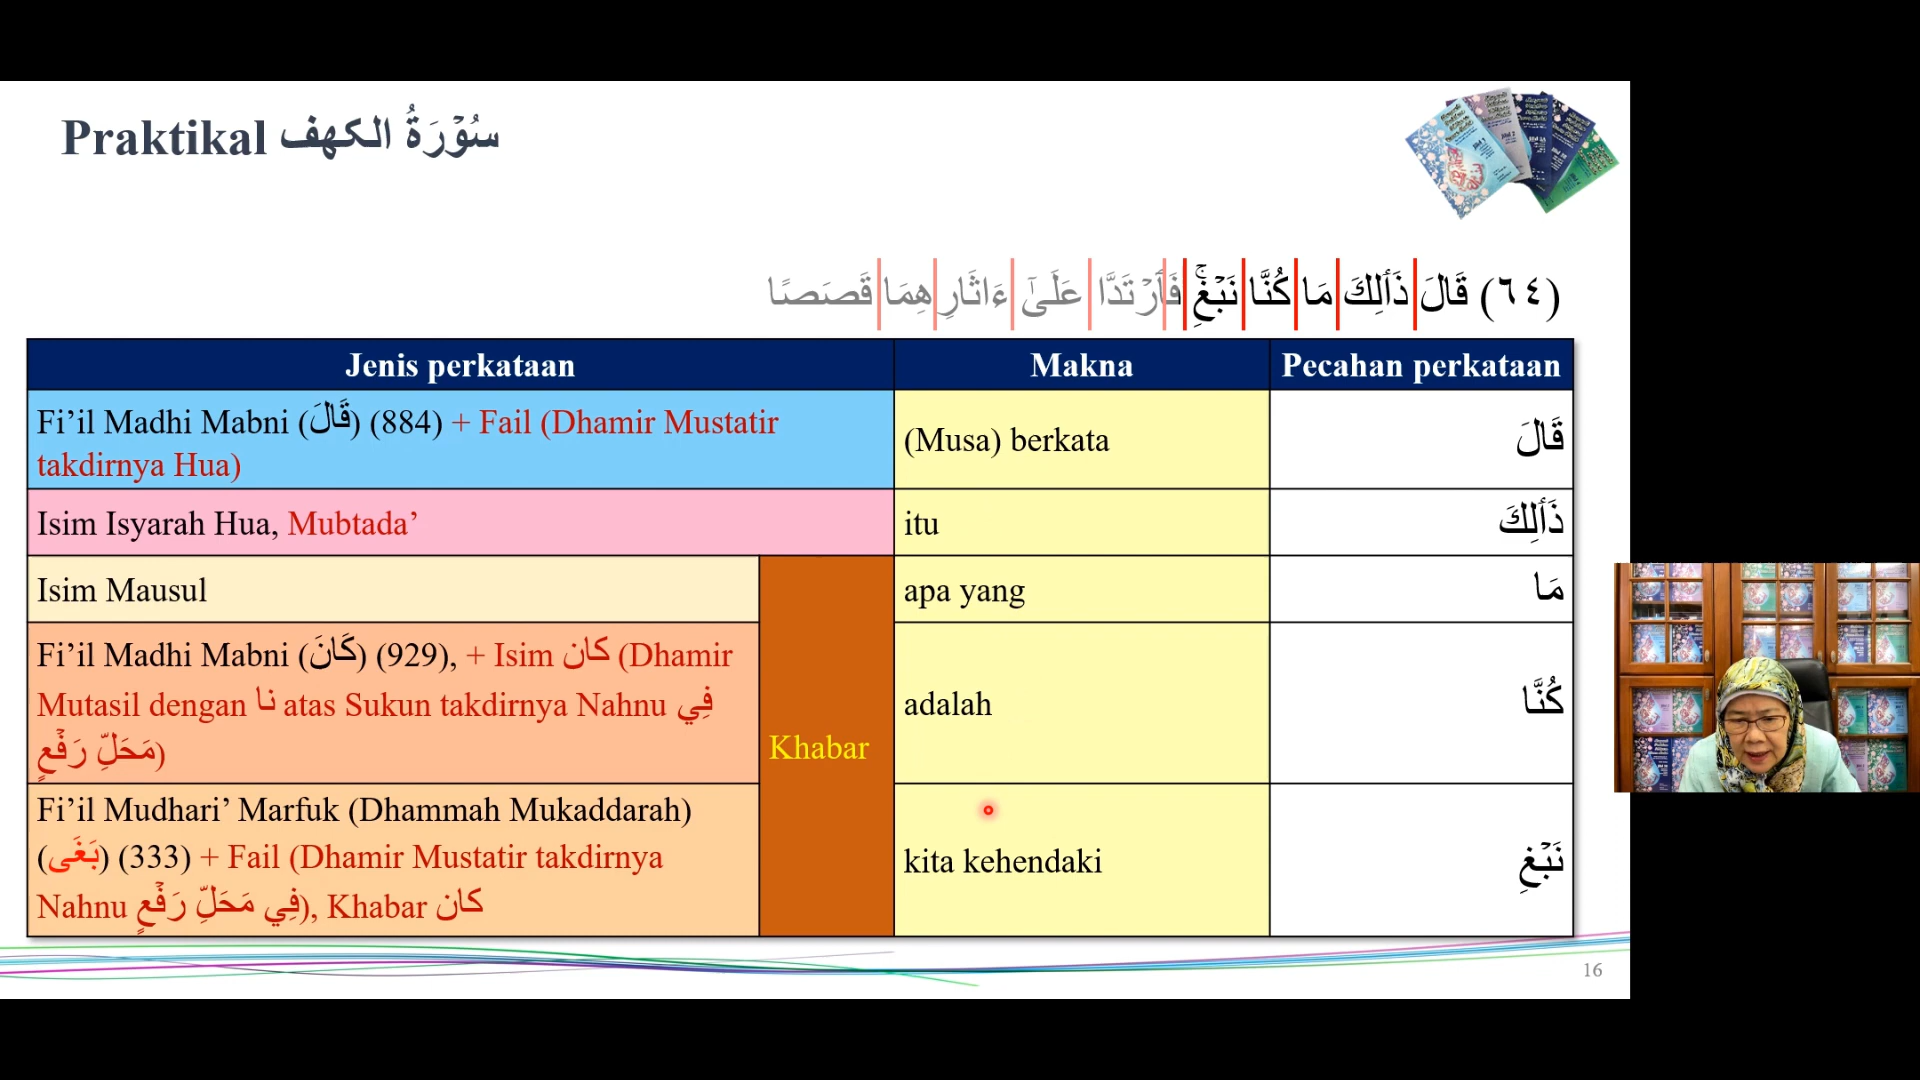 Praktikal سُوۡرَةُ الكهف
(٦٤) قَالَ ذَٲلِكَ مَا كُنَّا نَبۡغِۚ فَٱرۡتَدَّا عَلَىٰٓ ءَاثَارِهِمَا قَصَصًا
Jenis perkataan Makna Pecahan perkataan
Fi’il Madhi Mabni (قَالَ) (884) + Fail (Dhamir Mustatir
takdirnya Hua)
(Musa) berkata
قَالَ
Isim Isyarah Hua, Mubtada’
itu
ذَٲلِكَ
Isim Mausul
apa yang
مَا
Fi’il Madhi Mabni (كَانَ) (929), + Isim كان (Dhamir
Mutasil dengan نا atas Sukun takdirnya Nahnu فِي
مَحَلِّ رَفۡعٍ)
Khabar
adalah
كُنَّا
Fi’il Mudhari’ Marfuk (Dhammah Mukaddarah)
(بَغَى) (333) + Fail (Dhamir Mustatir takdirnya
Nahnu فِي مَحَلِّ رَفۡعٍ), Khabar كان
kita kehendaki
نَبۡغِ
16